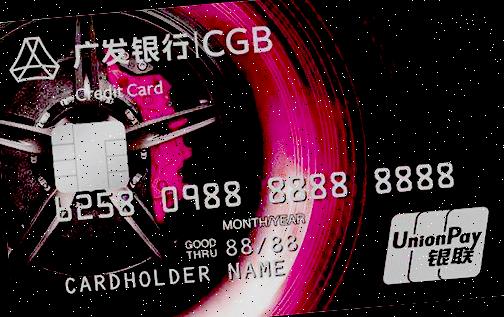 广发银行|CGB
Credit Card
6258 0988 8888 8888
MONTH/YEAR
GOOD THRU 88/88
CARDHOLDER NAME
UnionPay
银联